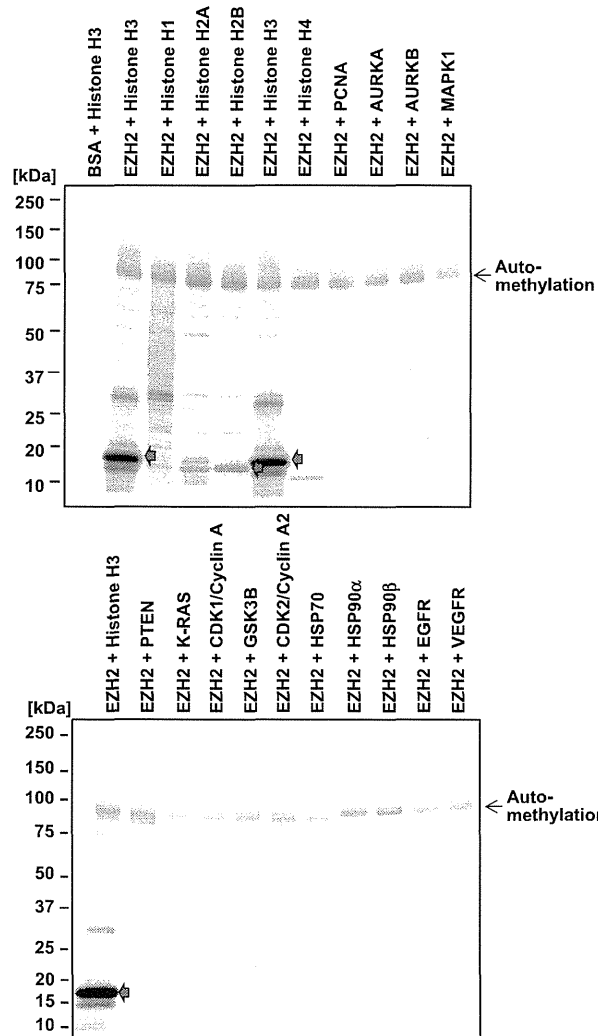 BSA + Histone H3
EZH2 + Histone H3
EZH2 + Histone H1
EZH2 + Histone H2A
EZH2 + Histone H2B
EZH2 + Histone H3
EZH2 + Histone H4
EZH2 + PCNA
EZH2 + AURKA
EZH2 + AURKB
EZH2 + MAPK1
[kDa]
250
150
100
75
50
37
25
20
10
Auto-
methylation
EZH2 + Histone H3
EZH2 + PTEN
EZH2 + K-RAS
EZH2 + CDK1/Cyclin A
EZH2 + GSK3B
EZH2 + CDK2/Cyclin A2
EZH2 + HSP70
EZH2 + HSP90α
EZH2 + HSP90β
EZH2 + EGFR
EZH2 + VEGFR
[kDa]
250
150
100
75
50
37
25
20
15
10
Auto-
methylation